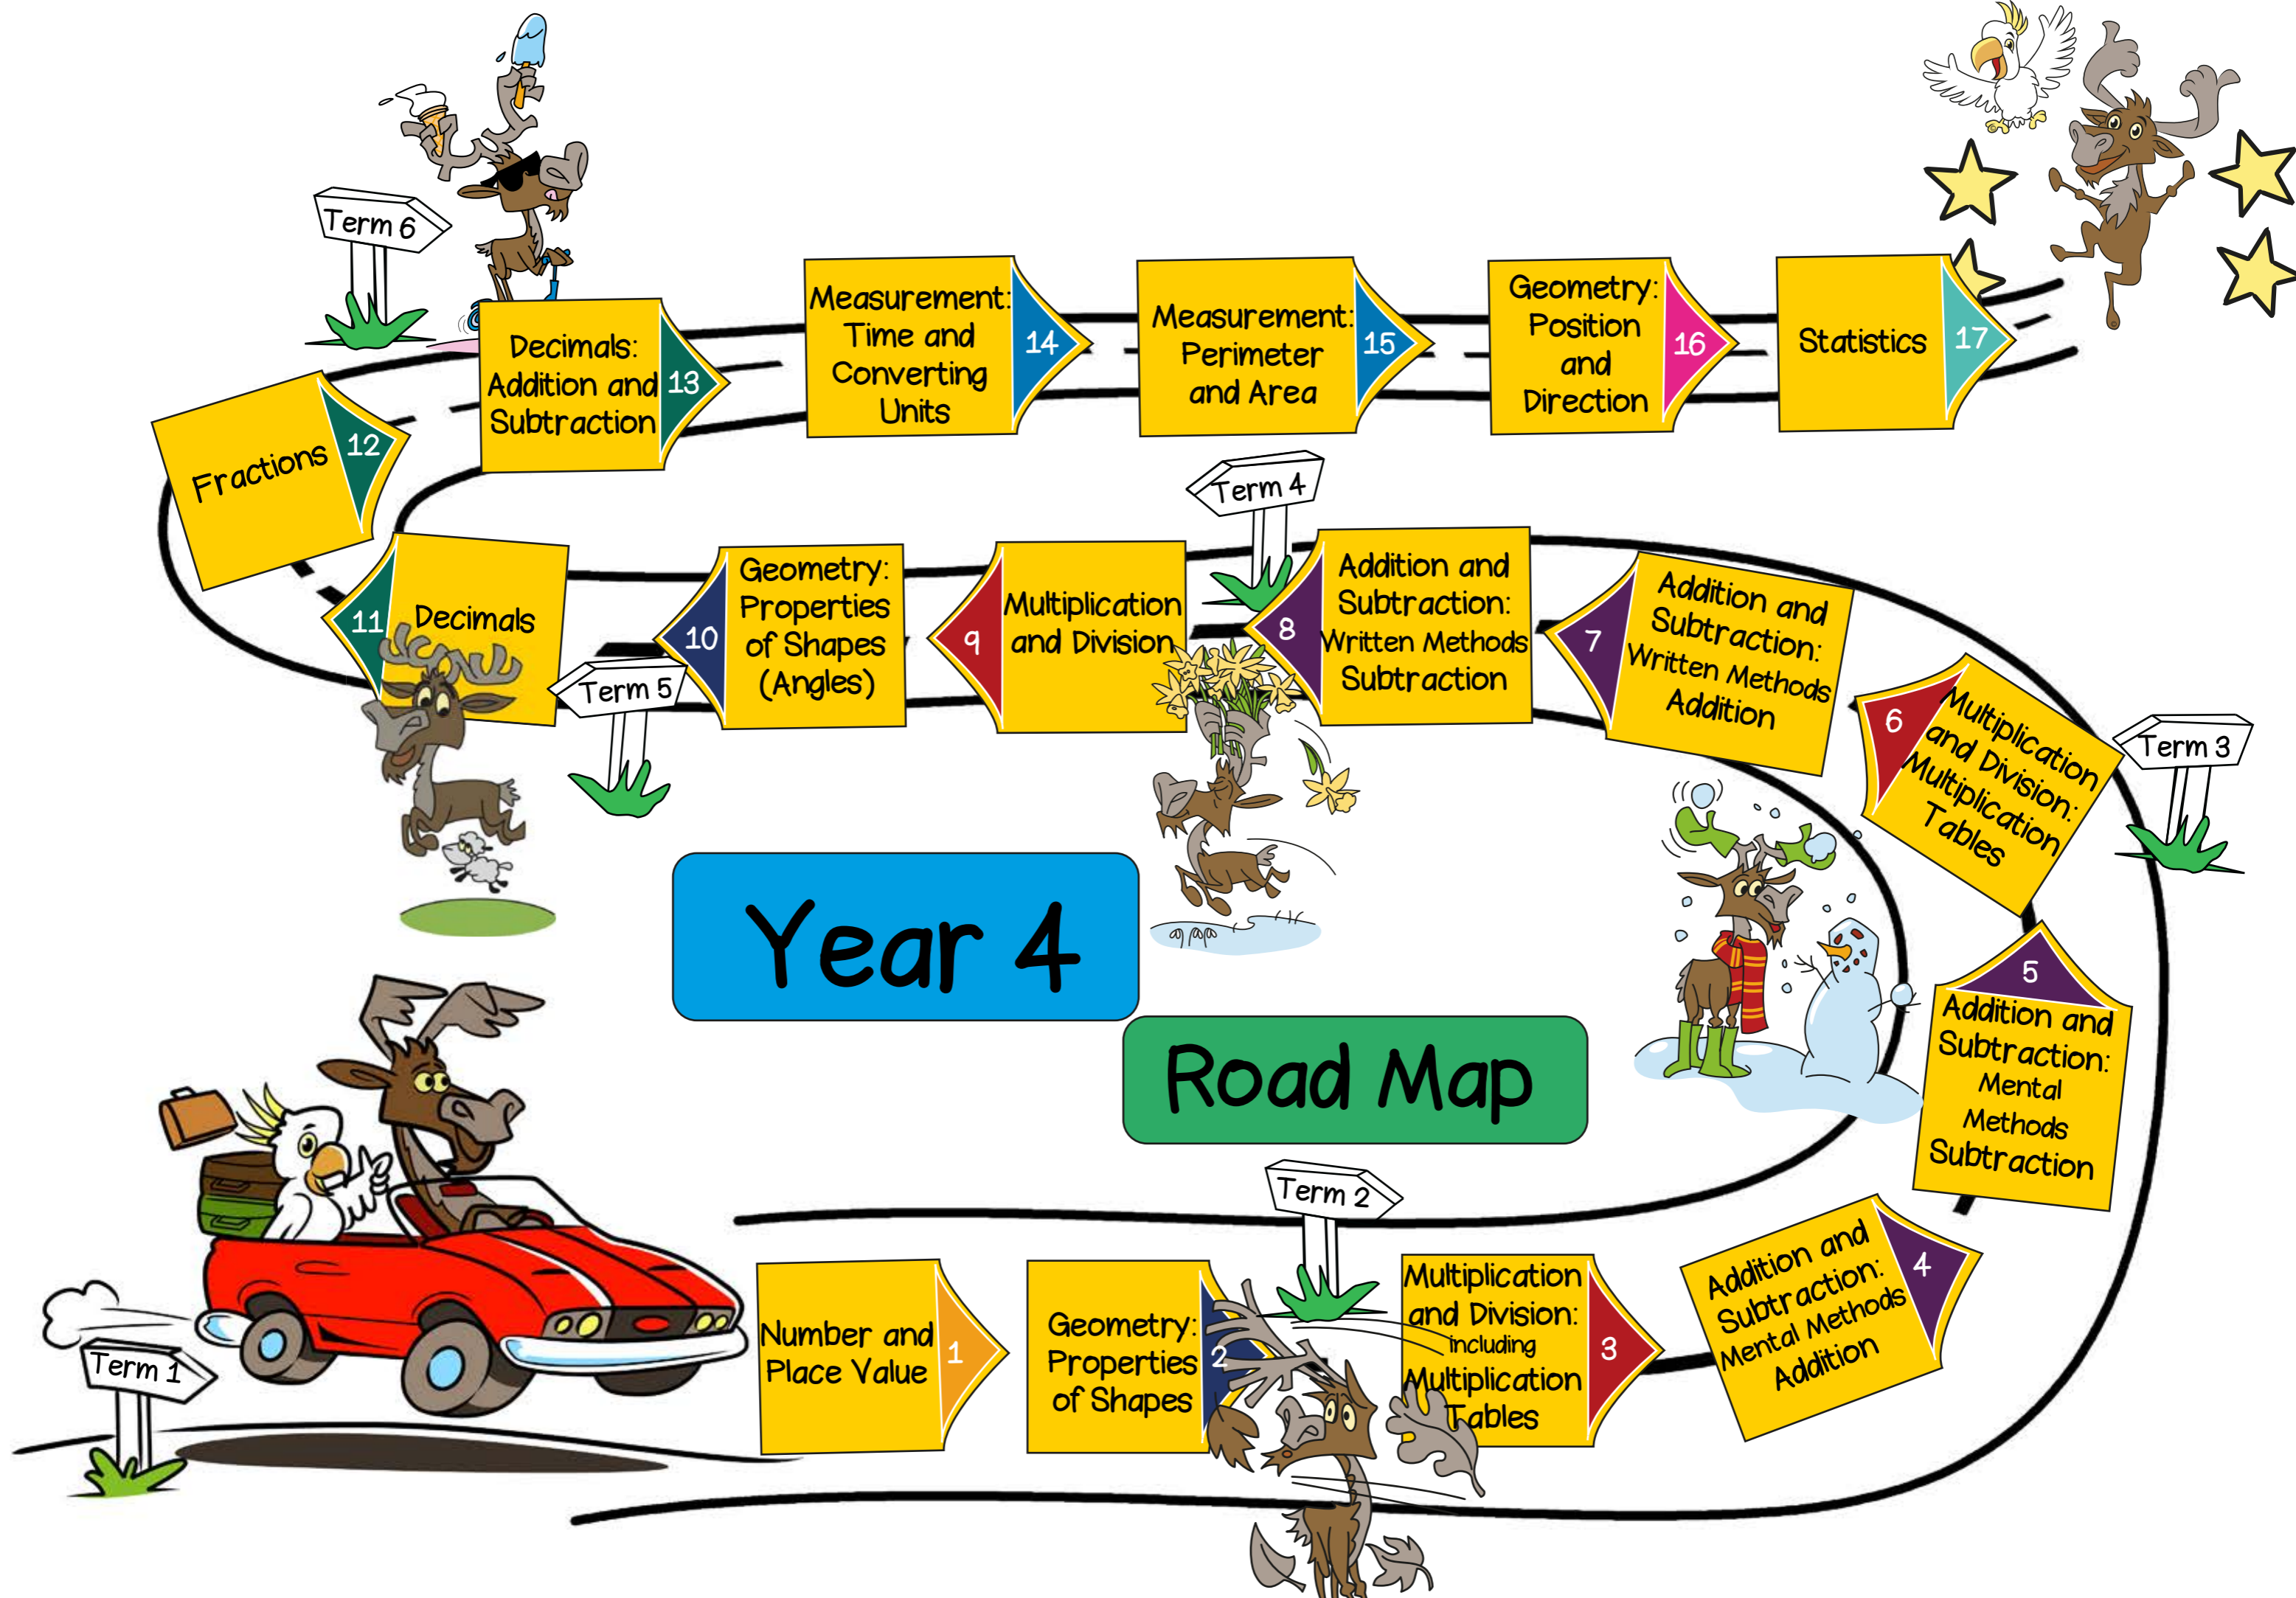 Year 4
Road Map
Term 1
Number and
Place Value
1
Geometry:
Properties
of Shapes
2
Term 2
Multiplication
and Division:
including
Multiplication
Tables
3
Addition and
Subtraction:
Mental Methods
Addition
4
Addition and
Subtraction:
Mental
Methods
Subtraction
5
Term 3
Multiplication
and Division:
Multiplication
Tables
6
Addition and
Subtraction:
Written Methods
Addition
7
Addition and
Subtraction:
Written Methods
Subtraction
8
Term 4
Multiplication
and Division
9
Geometry:
Properties
of Shapes
(Angles)
10
Term 5
Decimals
11
Fractions
12
Term 6
Decimals:
Addition and
Subtraction
13
Measurement:
Time and
Converting
Units
14
Measurement:
Perimeter
and Area
15
Geometry:
Position
and
Direction
16
Statistics
17